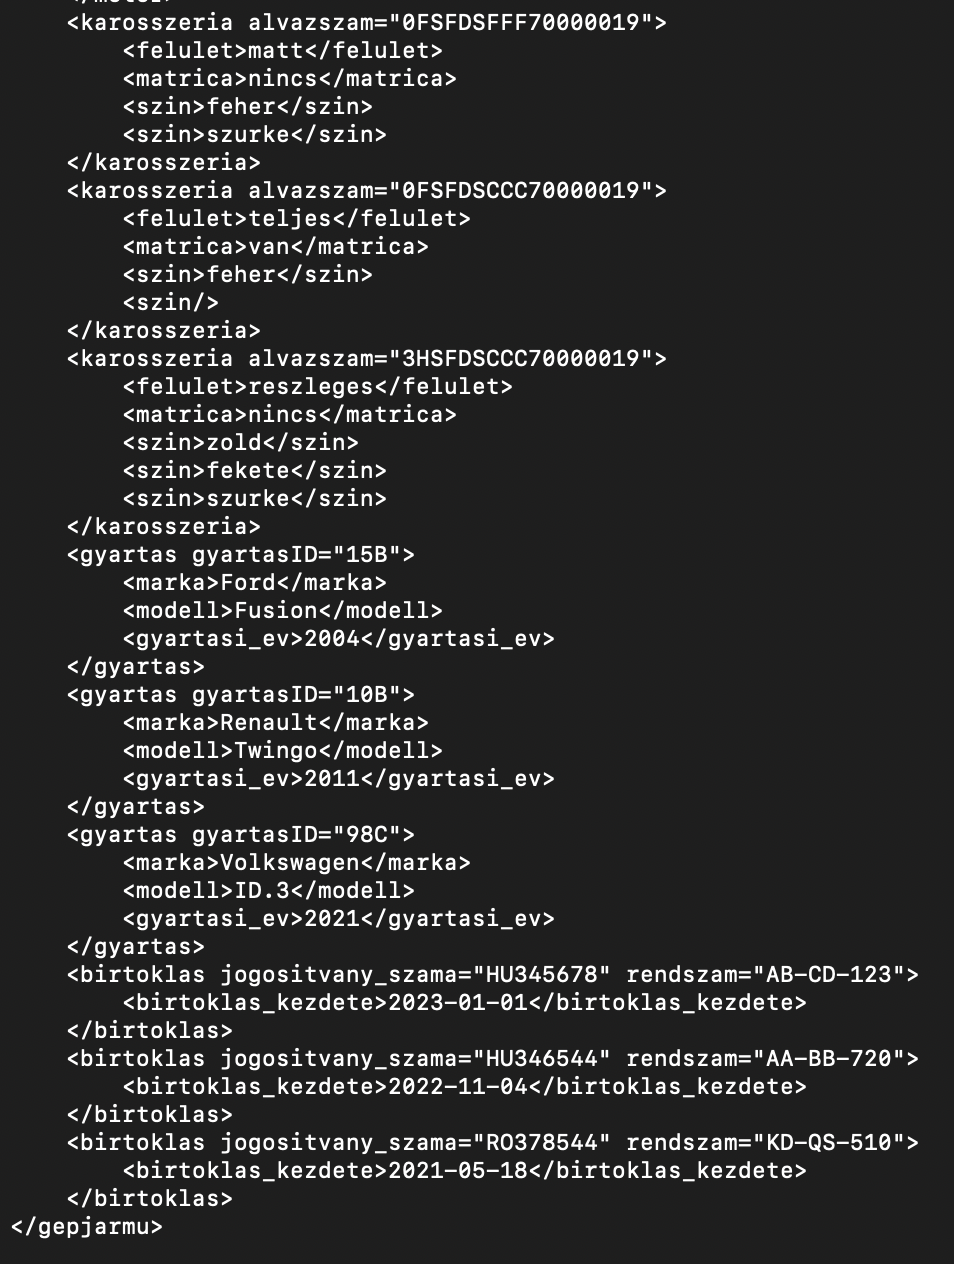 </motor>
<karosszeria alvazszam="0FSFDSFFF70000019">
<felulet>matt</felulet>
<matrica>nincs</matrica>
<szin>feher</szin>
<szin>szurke</szin>
</karosszeria>
<karosszeria alvazszam="0FSFDSCCC70000019">
<felulet>teljes</felulet>
<matrica>van</matrica>
<szin>feher</szin>
<szin/>
</karosszeria>
<karosszeria alvazszam="3HSFDSCCC70000019">
<felulet>reszleges</felulet>
<matrica>nincs</matrica>
<szin>zold</szin>
<szin>fekete</szin>
<szin>szurke</szin>
</karosszeria>
<gyartas gyartasID="15B">
<marka>Ford</marka>
<modell>Fusion</modell>
<gyartasi_ev>2004</gyartasi_ev>
</gyartas>
<gyartas gyartasID="10B">
<marka>Renault</marka>
<modell>Twingo</modell>
<gyartasi_ev>2011</gyartasi_ev>
</gyartas>
<gyartas gyartasID="98C">
<marka>Volkswagen</marka>
<modell>ID.3</modell>
<gyartasi_ev>2021</gyartasi_ev>
</gyartas>
<birtoklas jogositvany_szama="HU345678" rendszam="AB-CD-123">
<birtoklas_kezdete>2023-01-01</birtoklas_kezdete>
</birtoklas>
<birtoklas jogositvany_szama="HU346544" rendszam="AA-BB-720">
<birtoklas_kezdete>2022-11-04</birtoklas_kezdete>
</birtoklas>
<birtoklas jogositvany_szama="RO378544" rendszam="KD-QS-510">
<birtoklas_kezdete>2021-05-18</birtoklas_kezdete>
</birtoklas>
</gepjarmu>